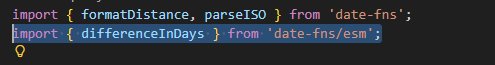 import { formatDistance, parseISO } from 'date-fns';
import { differenceInDays } from 'date-fns/esm';